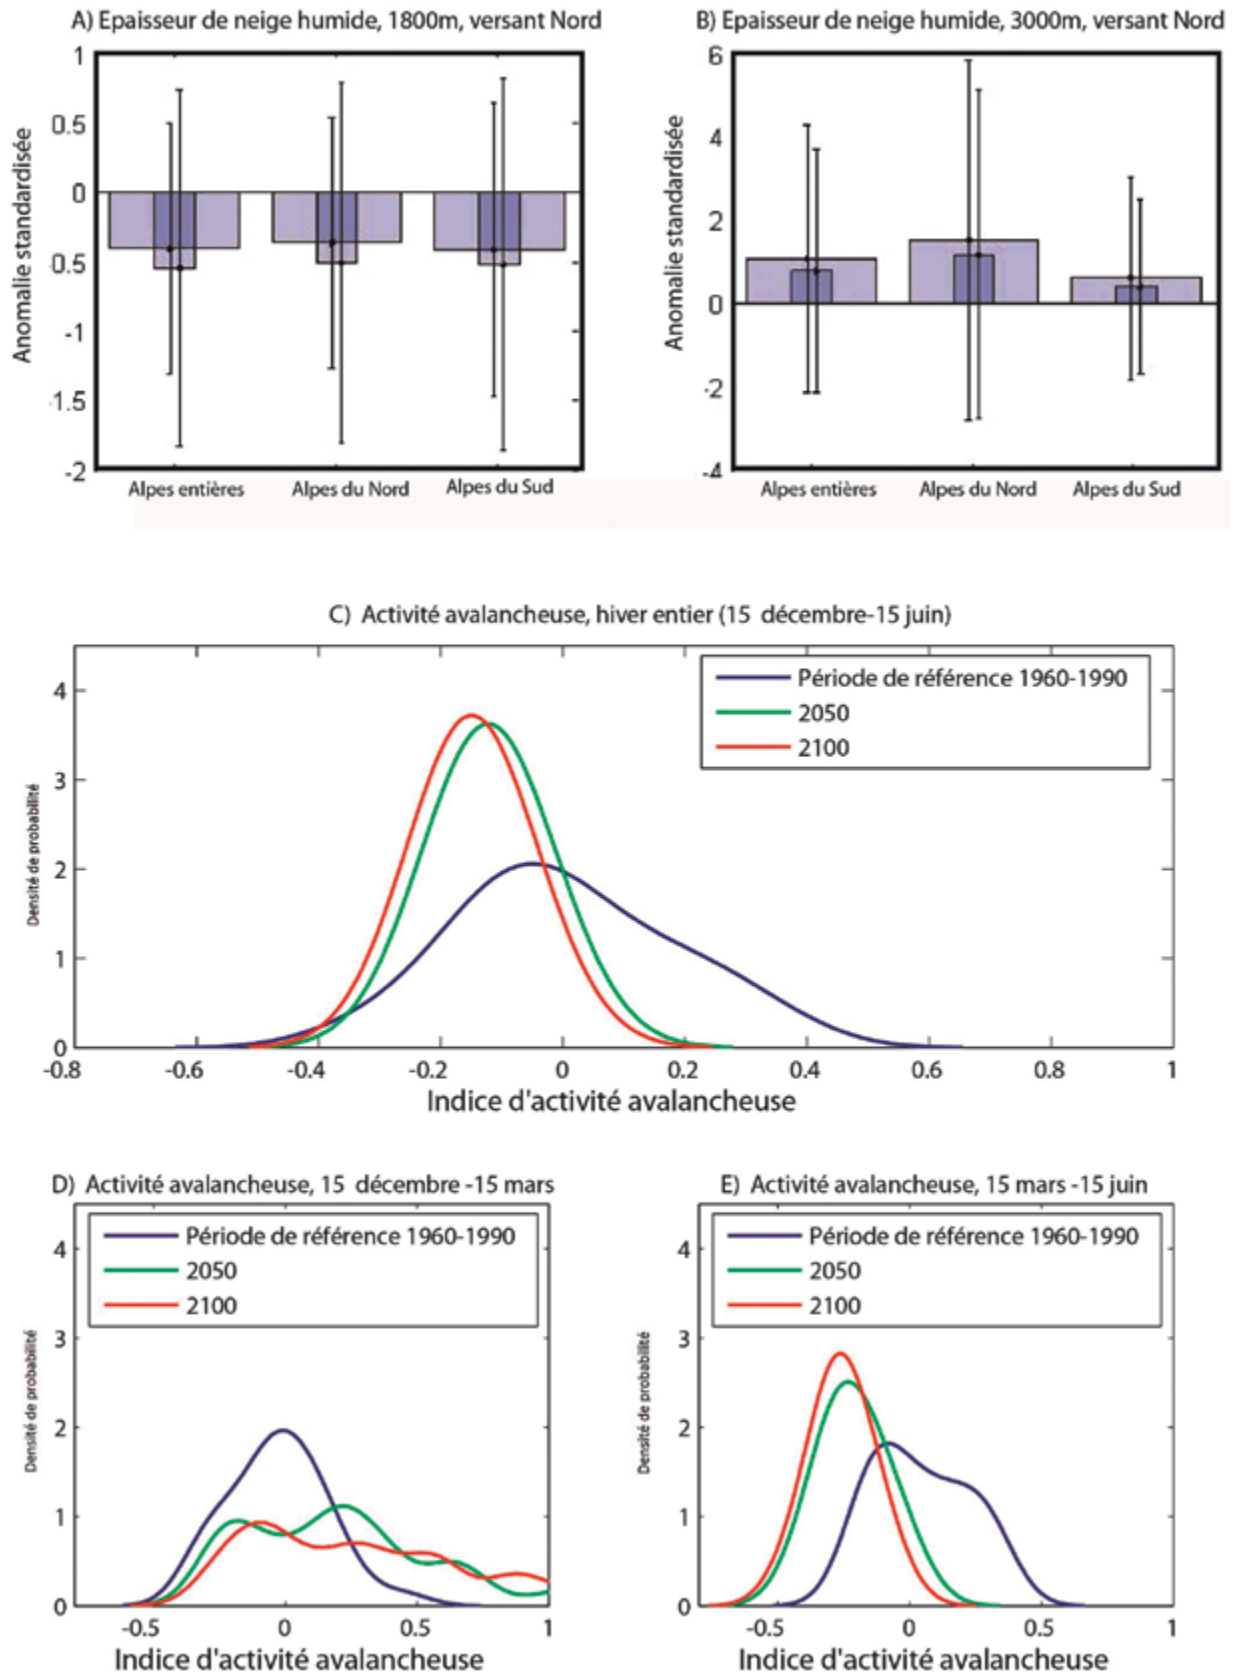 A) Epaisseur de neige humide, 1800m, versant Nord
B) Epaisseur de neige humide, 3000m, versant Nord
Anomalie standardisée
1
0.5
0
-0.5
-1
-1.5
-2
Alpes entières
Alpes du Nord
Alpes du Sud
Anomalie standardisée
6
4
2
0
-2
-4
Alpes entières
Alpes du Nord
Alpes du Sud
C) Activité avalancheuse, hiver entier (15 décembre-15 juin)
Période de référence 1960-1990
2050
2100
Densité de probabilité
4
3
2
1
0
-0.8
-0.6
-0.4
-0.2
0
0.2
0.4
0.6
0.8
1
Indice d'activité avalancheuse
D) Activité avalancheuse, 15 décembre -15 mars
Période de référence 1960-1990
2050
2100
Densité de probabilité
4
3
2
1
0
-0.5
0
0.5
1
Indice d'activité avalancheuse
E) Activité avalancheuse, 15 mars -15 juin
Période de référence 1960-1990
2050
2100
Densité de probabilité
4
3
2
1
0
-0.5
0
0.5
1
Indice d'activité avalancheuse